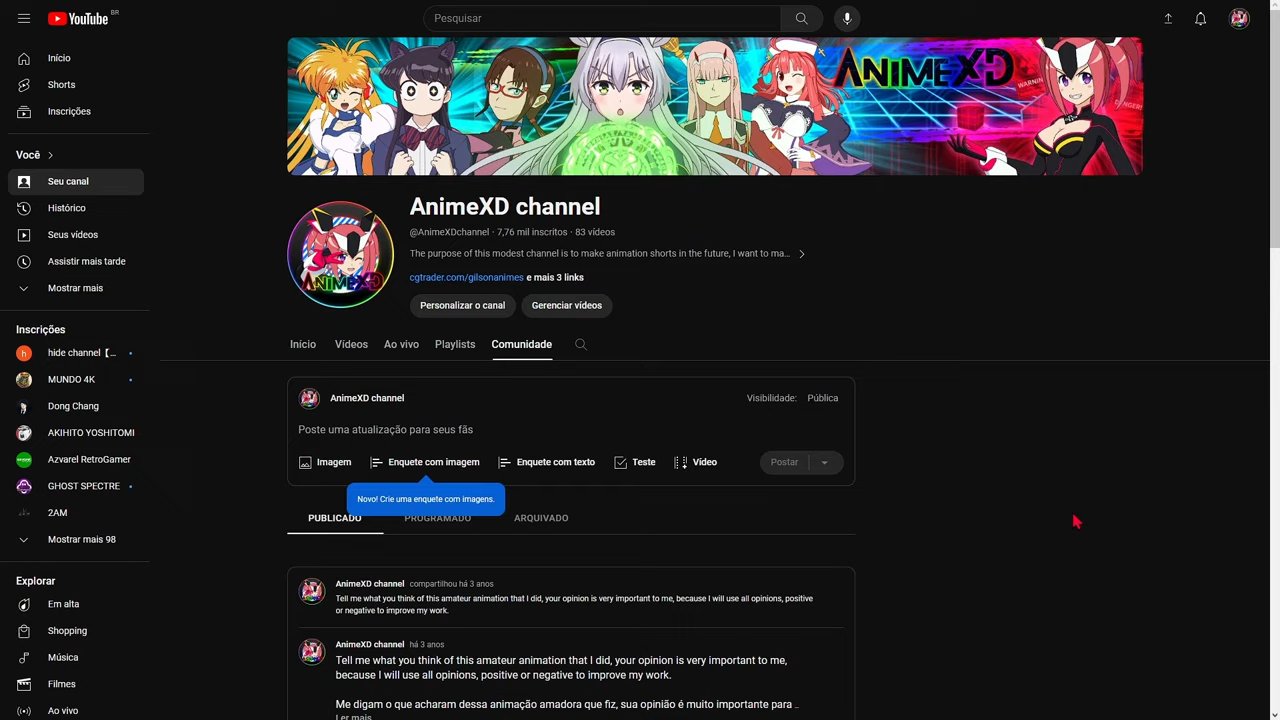 YouTube BR
Pesquisar
Início
Shorts
Inscrições
Você
Seu canal
Histórico
Seus vídeos
Assistir mais tarde
Mostrar mais
Inscrições
hide channel【...
MUNDO 4K
Dong Chang
AKIHITO YOSHITOMI
Azvarel RetroGamer
GHOST SPECTRE
2AM
Mostrar mais 98
Explorar
Em alta
Shopping
Música
Filmes
Ao vivo
ANIMEXD
WARNING
DANGER!
ANIMEXD
AnimeXD channel
@AnimeXDchannel · 7,76 mil inscritos · 83 vídeos
The purpose of this modest channel is to make animation shorts in the future, I want to ma...
cgtrader.com/gilsonanimes e mais 3 links
Personalizar o canal Gerenciar vídeos
Início Vídeos Ao vivo Playlists Comunidade
AnimeXD channel Visibilidade: Pública
Poste uma atualização para seus fãs
Imagem Enquete com imagem Enquete com texto Teste Vídeo Postar
Novo! Crie uma enquete com imagens.
PUBLICADO PROGRAMADO ARQUIVADO
AnimeXD channel compartilhou há 3 anos
Tell me what you think of this amateur animation that I did, your opinion is very important to me, because I will use all opinions, positive
or negative to improve my work.
AnimeXD channel há 3 anos
Tell me what you think of this amateur animation that I did, your opinion is very important to me,
because I will use all opinions, positive or negative to improve my work.
Me digam o que acharam dessa animação amadora que fiz, sua opinião é muito importante para ...
Ler mais